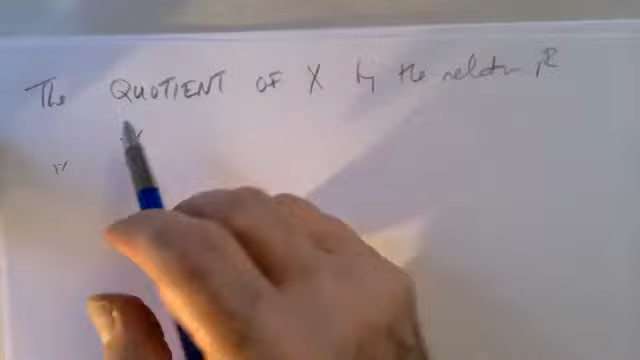 The QUOTIENT OF X by the relation R